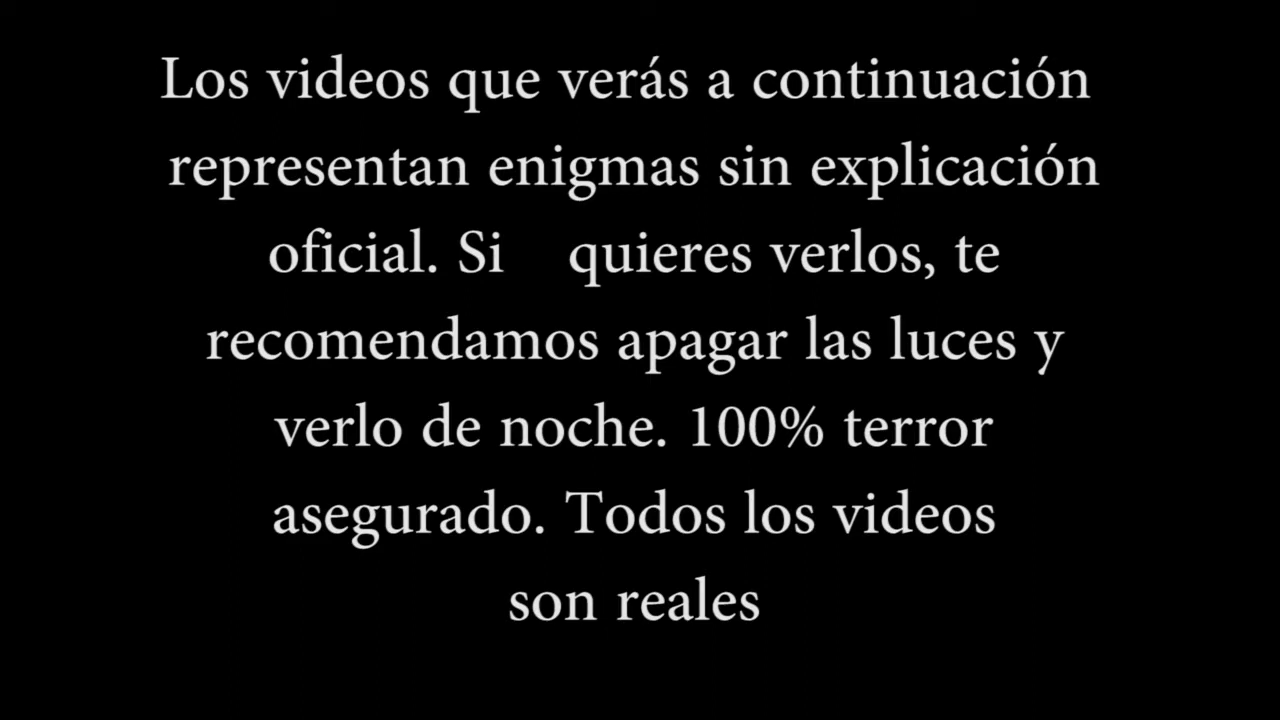 Los videos que verás a continuación
representan enigmas sin explicación
oficial. Si quieres verlos, te
recomendamos apagar las luces y
verlo de noche. 100% terror
asegurado. Todos los videos
son reales